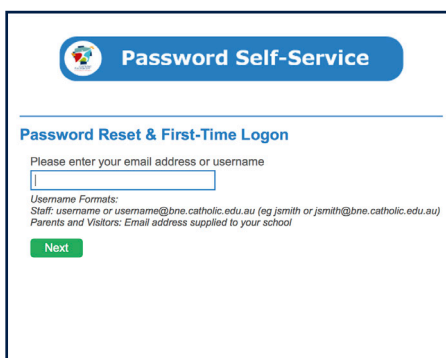 Password Self-Service
Password Reset & First-Time Logon
Please enter your email address or username
Username Formats:
Staff: username or username@bne.catholic.edu.au (eg jsmith or jsmith@bne.catholic.edu.au)
Parents and Visitors: Email address supplied to your school
Next